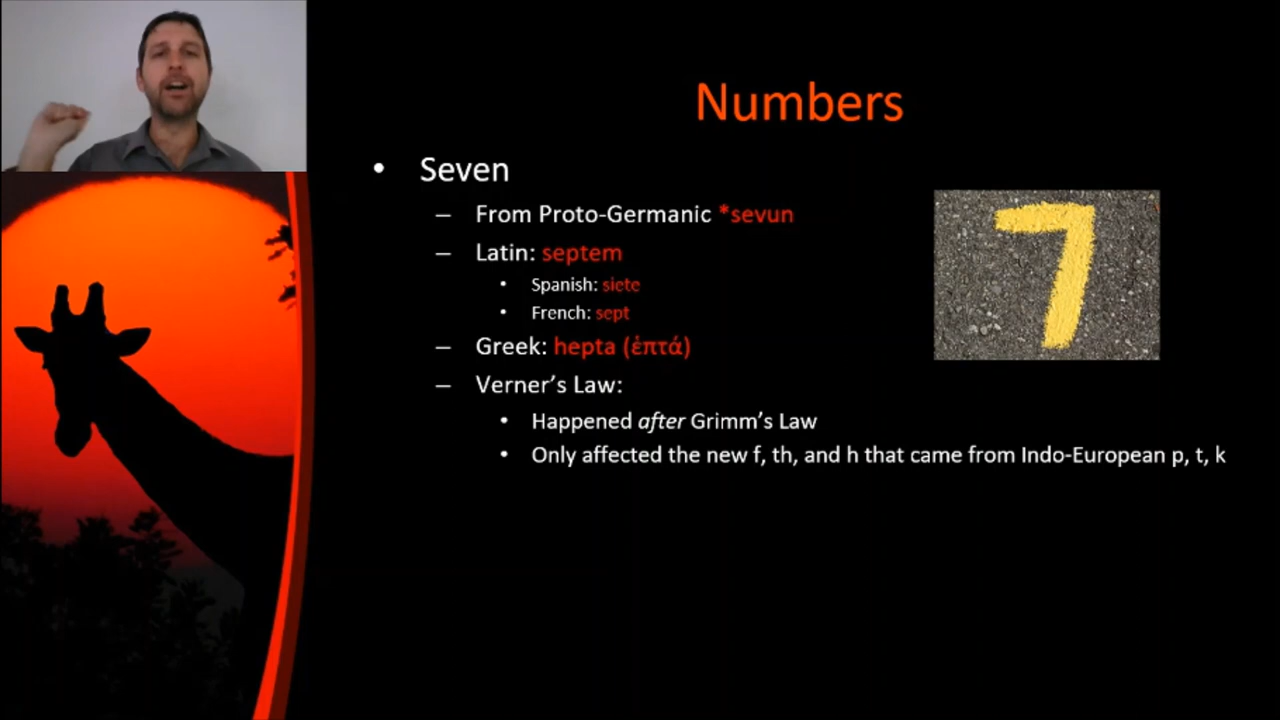 Numbers
• Seven
– From Proto-Germanic *sevun
– Latin: septem
• Spanish: siete
• French: sept
– Greek: hepta (ἑπτά)
– Verner’s Law:
• Happened after Grimm’s Law
• Only affected the new f, th, and h that came from Indo-European p, t, k
7